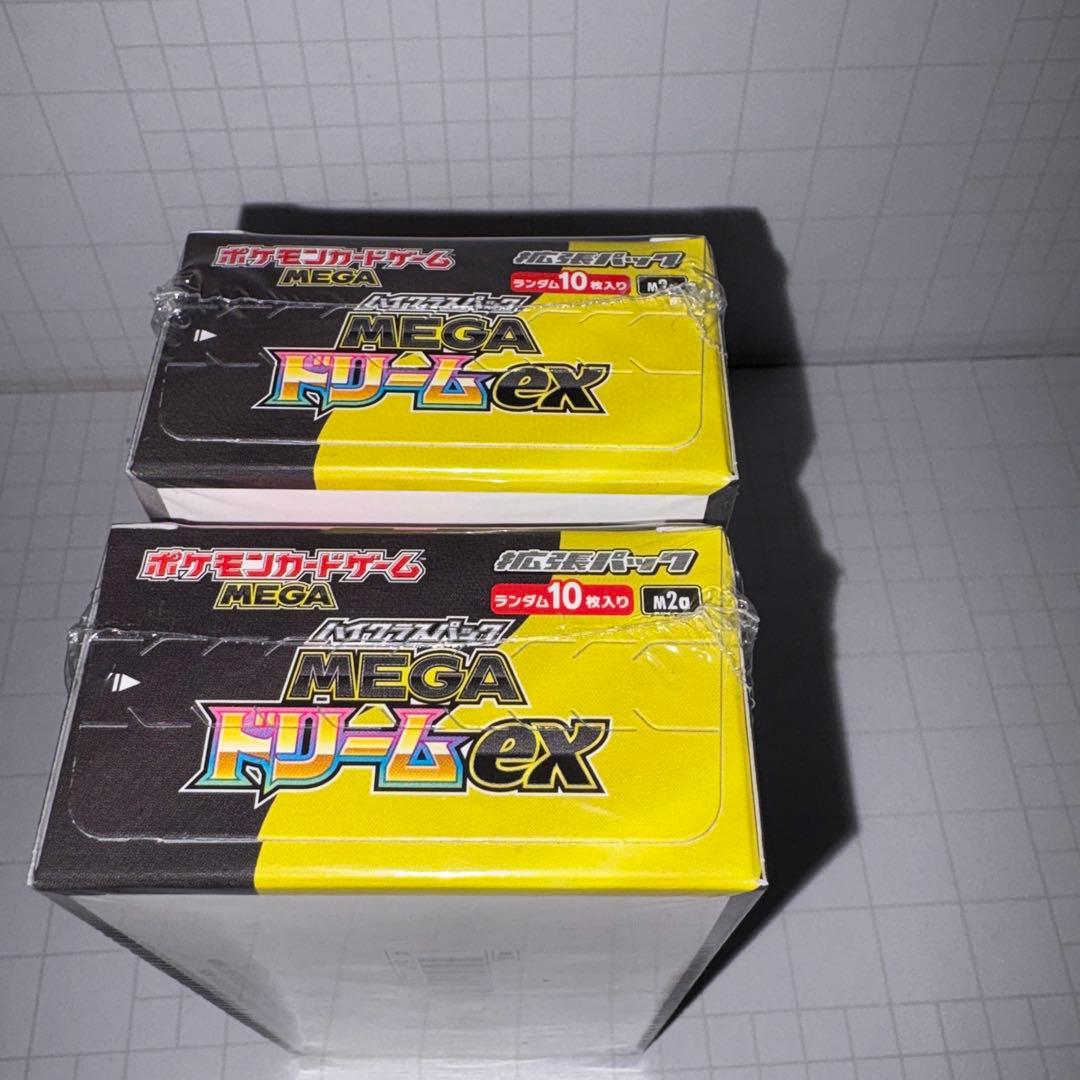 ポケモンカードゲーム
MEGA
拡張パック
ランダム10枚入り
ハイクラスパック
MEGA
ドリームex
ポケモンカードゲーム
MEGA
拡張パック
ランダム10枚入り M2a
ハイクラスパック
MEGA
ドリームex